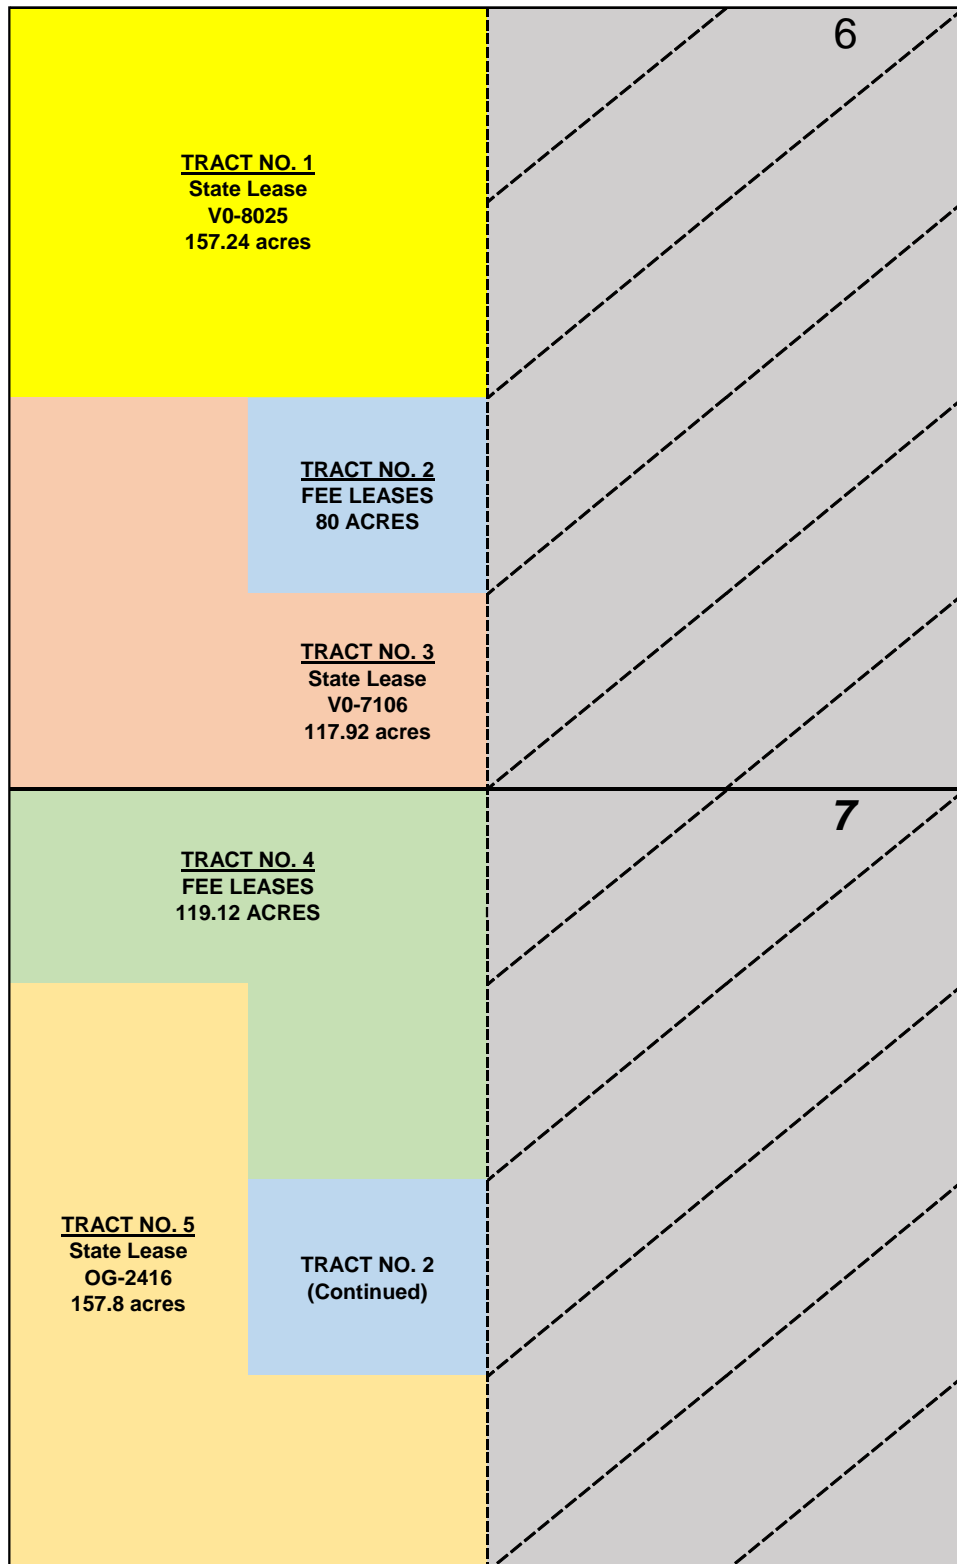 6
TRACT NO. 1
State Lease
V0-8025
157.24 acres
TRACT NO. 2
FEE LEASES
80 ACRES
TRACT NO. 3
State Lease
V0-7106
117.92 acres
7
TRACT NO. 4
FEE LEASES
119.12 ACRES
TRACT NO. 5
State Lease
OG-2416
157.8 acres
TRACT NO. 2
(Continued)